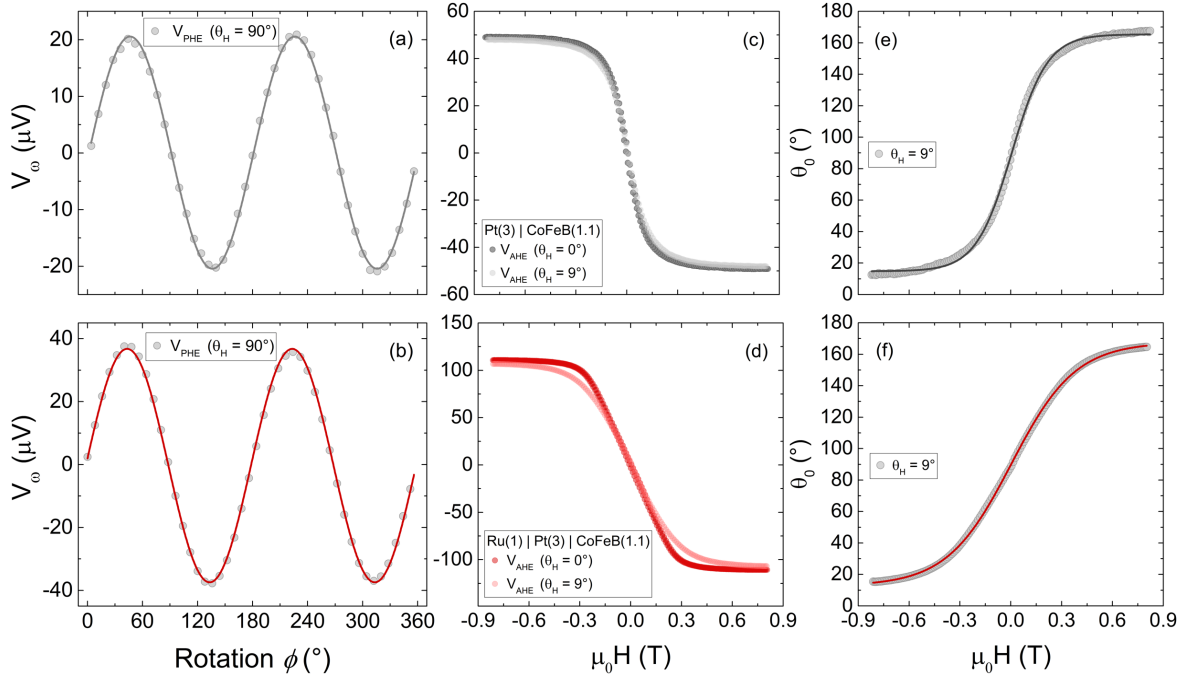 V_PHE (θ_H = 90°)
(a)
20
10
0
-10
-20
V_ω (µV)
60
40
20
0
-20
-40
-60
(c)
Pt(3) | CoFeB(1.1)
V_AHE (θ_H = 0°)
V_AHE (θ_H = 9°)
180
160
140
120
100
80
60
40
20
0
θ_0 (°)
(e)
θ_H = 9°
V_PHE (θ_H = 90°)
(b)
40
20
0
-20
-40
V_ω (µV)
0 60 120 180 240 300 360
Rotation ϕ (°)
150
100
50
0
-50
-100
(d)
Ru(1) | Pt(3) | CoFeB(1.1)
V_AHE (θ_H = 0°)
V_AHE (θ_H = 9°)
-0.9 -0.6 -0.3 0.0 0.3 0.6 0.9
µ_0H (T)
180
160
140
120
100
80
60
40
20
0
θ_0 (°)
(f)
θ_H = 9°
-0.9 -0.6 -0.3 0.0 0.3 0.6 0.9
µ_0H (T)